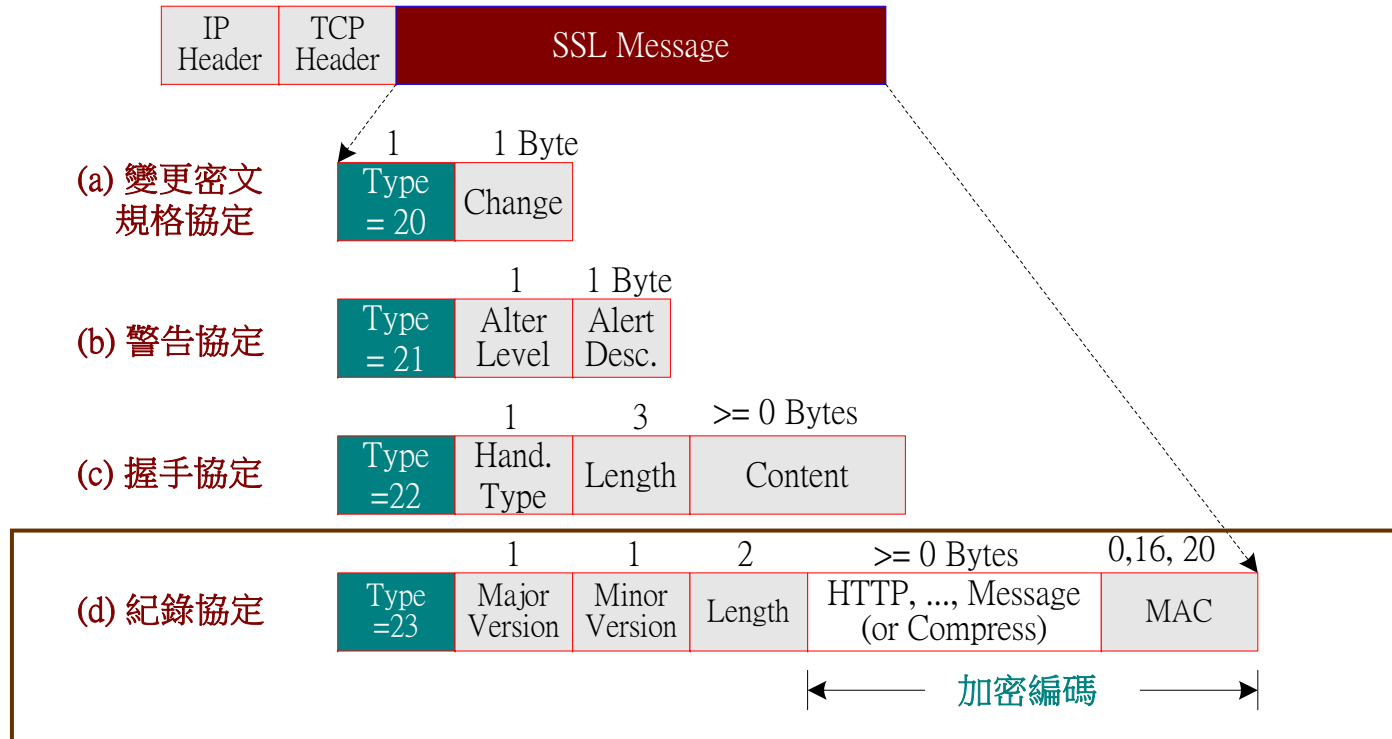 IP
Header
TCP
Header
SSL Message
1
1 Byte
(a) 變更密文
規格協定
Type
= 20
Change
1
1 Byte
(b) 警告協定
Type
= 21
Alter
Level
Alert
Desc.
1
3
>= 0 Bytes
(c) 握手協定
Type
=22
Hand.
Type
Length
Content
1
1
2
>= 0 Bytes
0,16, 20
(d) 紀錄協定
Type
=23
Major
Version
Minor
Version
Length
HTTP, ..., Message
(or Compress)
MAC
加密編碼